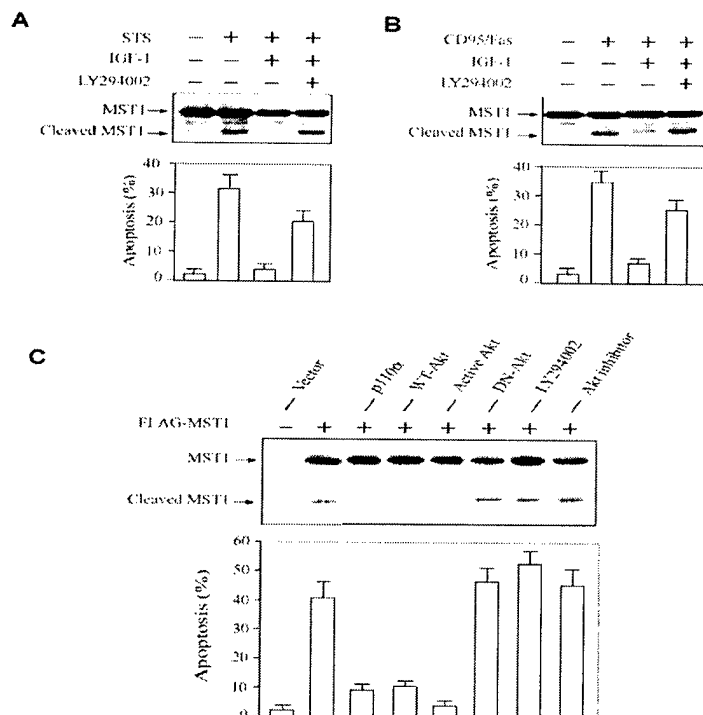 A
STS − + + +
IGF-1 − − + +
LY294002 − − − +
MST1
Cleaved MST1
Apoptosis (%)
40
30
20
10
0
B
CD95/Fas − + + +
IGF-1 − − + +
LY294002 − − − +
MST1
Cleaved MST1
Apoptosis (%)
40
30
20
10
0
C
Vector
p110α
WT-Akt
Active Akt
DN-Akt
LY294002
Akt inhibitor
FLAG-MST1 − + + + + + + +
MST1
Cleaved MST1
Apoptosis (%)
60
50
40
30
20
10
0